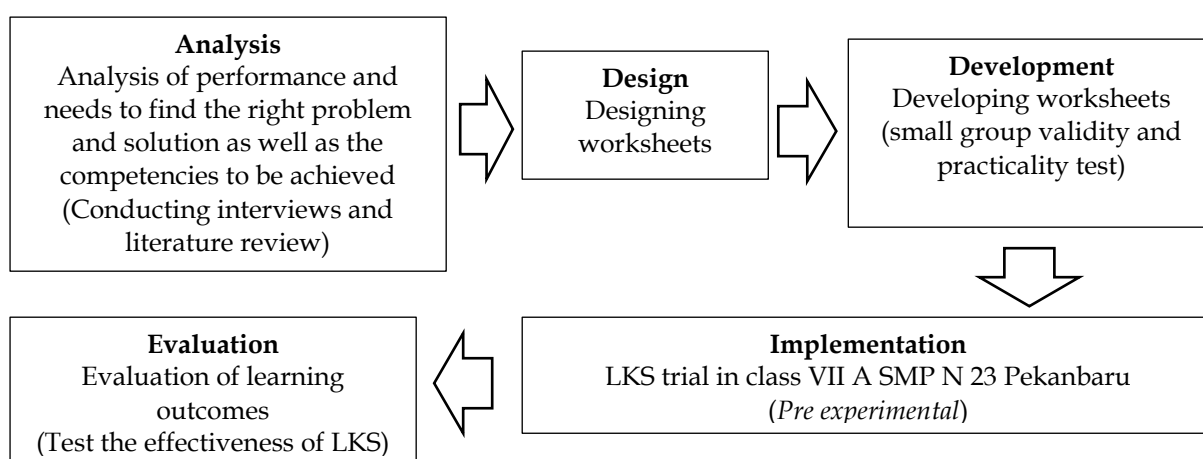 Analysis
Analysis of performance and
needs to find the right problem
and solution as well as the
competencies to be achieved
(Conducting interviews and
literature review)
Design
Designing
worksheets
Development
Developing worksheets
(small group validity and
practicality test)
Implementation
LKS trial in class VII A SMP N 23 Pekanbaru
(Pre experimental)
Evaluation
Evaluation of learning
outcomes
(Test the effectiveness of LKS)